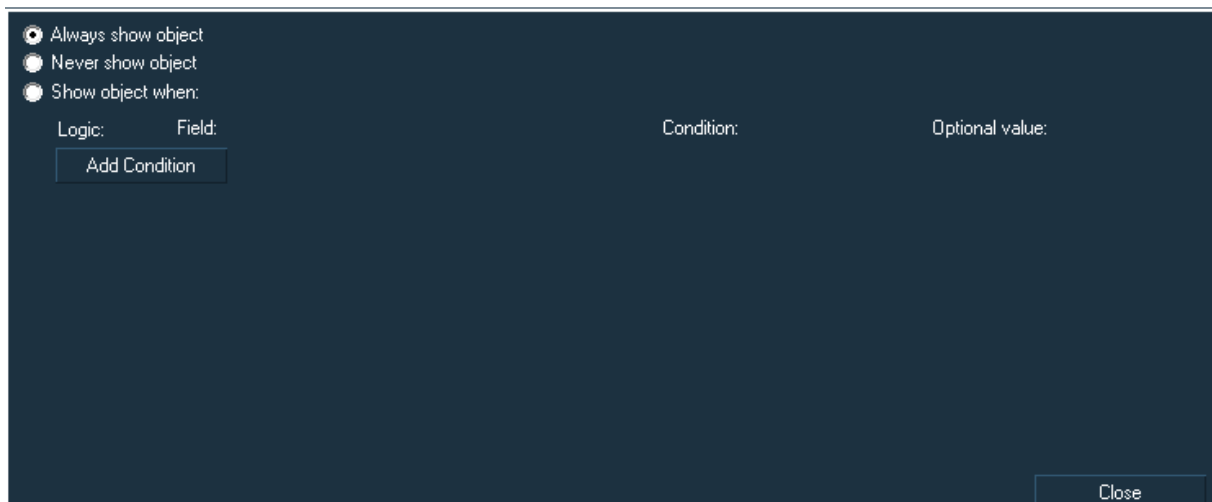 Always show object
Never show object
Show object when:
Logic: Field: Condition: Optional value:
Add Condition
Close